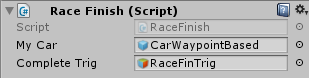 Race Finish (Script)
Script RaceFinish
My Car CarWaypointBased
Complete Trig RaceFinTrig